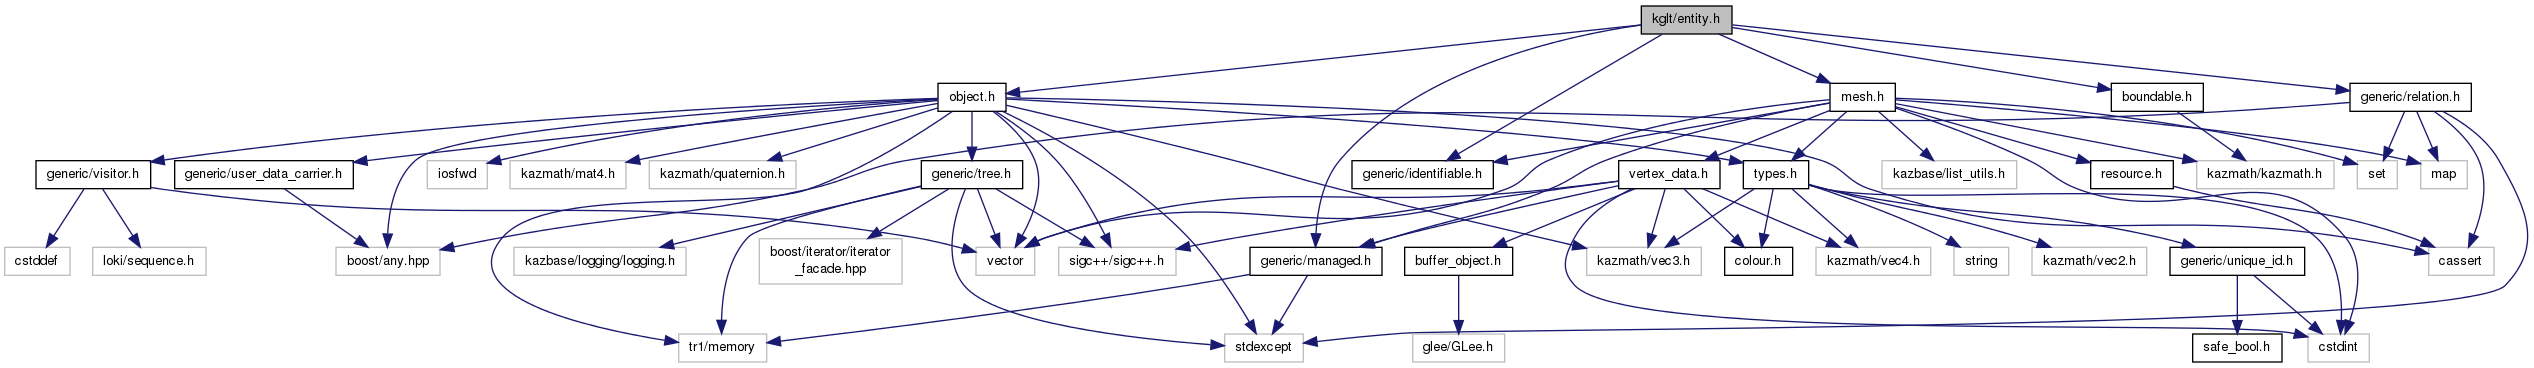 kglt/entity.h
object.h
mesh.h
boundable.h
generic/relation.h
generic/visitor.h
generic/user_data_carrier.h
iosfwd
kazmath/mat4.h
kazmath/quaternion.h
generic/tree.h
generic/identifiable.h
vertex_data.h
types.h
kazbase/list_utils.h
resource.h
kazmath/kazmath.h
set
map
cstddef
loki/sequence.h
boost/any.hpp
kazbase/logging/logging.h
boost/iterator/iterator
_facade.hpp
vector
sigc++/sigc++.h
generic/managed.h
buffer_object.h
kazmath/vec3.h
colour.h
kazmath/vec4.h
string
kazmath/vec2.h
generic/unique_id.h
cassert
tr1/memory
stdexcept
glee/GLee.h
safe_bool.h
cstdint